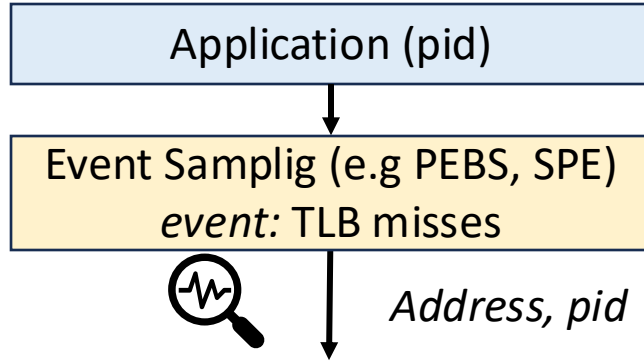 Application (pid)
Event Samplig (e.g PEBS, SPE)
event: TLB misses
Address, pid